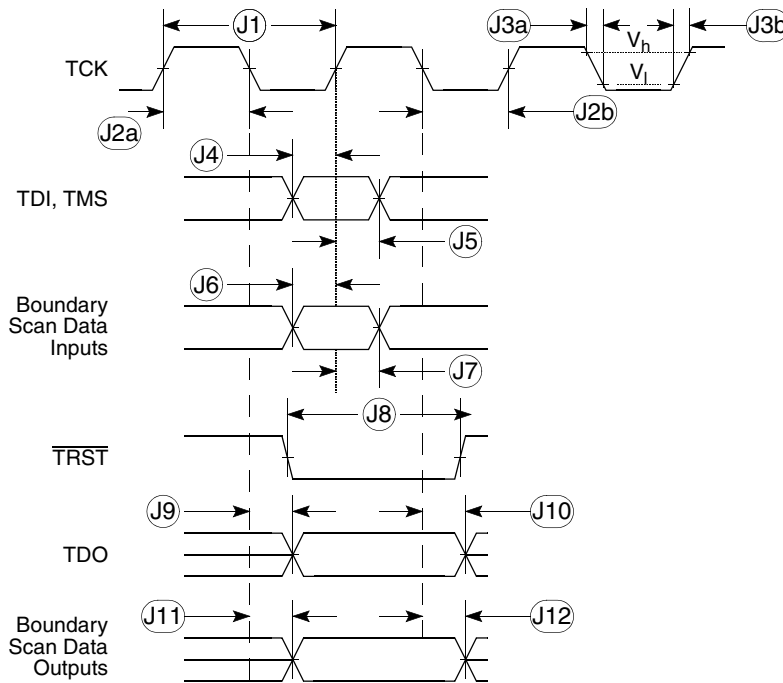 J1
J3a
J3b
Vh
TCK
Vl
J2a
J2b
J4
TDI, TMS
J5
J6
Boundary
Scan Data
Inputs
J7
J8
TRST
J9
J10
TDO
J11
J12
Boundary
Scan Data
Outputs